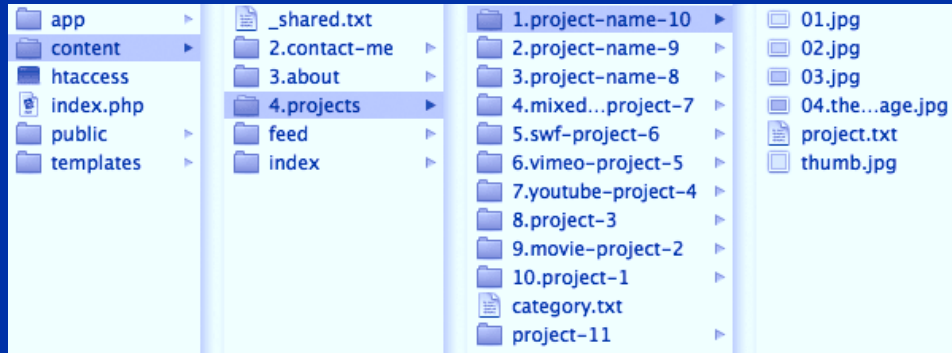 app
content
htaccess
index.php
public
templates
_shared.txt
2.contact-me
3.about
4.projects
feed
index
1.project-name-10
2.project-name-9
3.project-name-8
4.mixed...project-7
5.swf-project-6
6.vimeo-project-5
7.youtube-project-4
8.project-3
9.movie-project-2
10.project-1
category.txt
project-11
01.jpg
02.jpg
03.jpg
04.the...age.jpg
project.txt
thumb.jpg